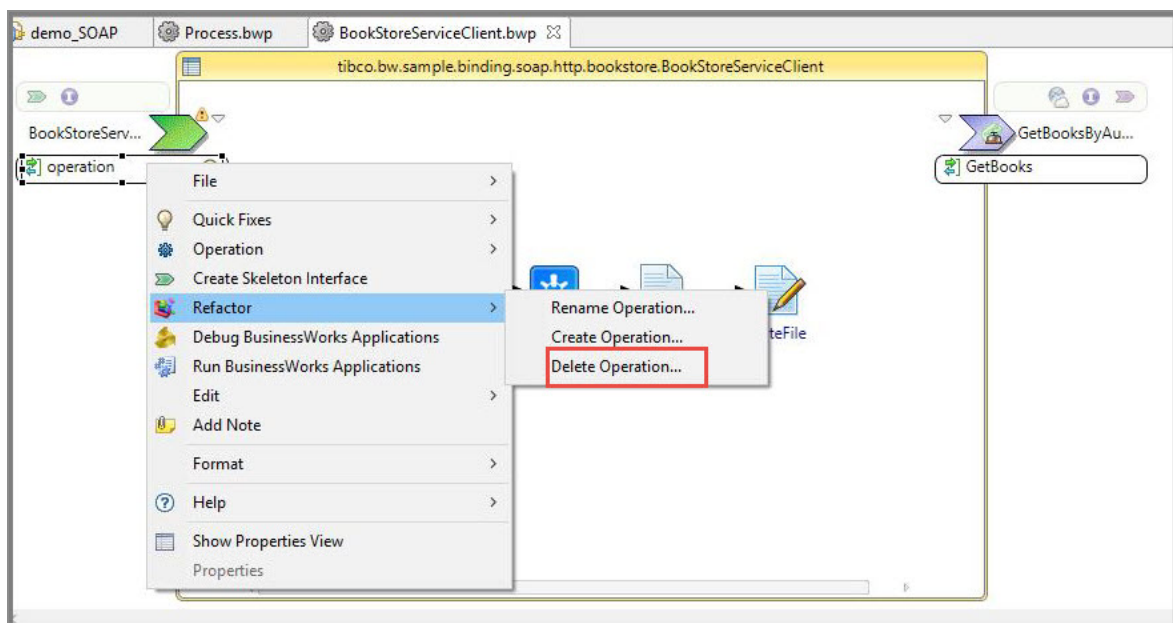 demo_SOAP
Process.bwp
BookStoreServiceClient.bwp
tibco.bw.sample.binding.soap.http.bookstore.BookStoreServiceClient
BookStoreServ...
GetBooksByAu...
operation
GetBooks
File
Quick Fixes
Operation
Create Skeleton Interface
Refactor
Rename Operation...
Debug BusinessWorks Applications
Create Operation...
teFile
Run BusinessWorks Applications
Delete Operation...
Edit
Add Note
Format
Help
Show Properties View
Properties